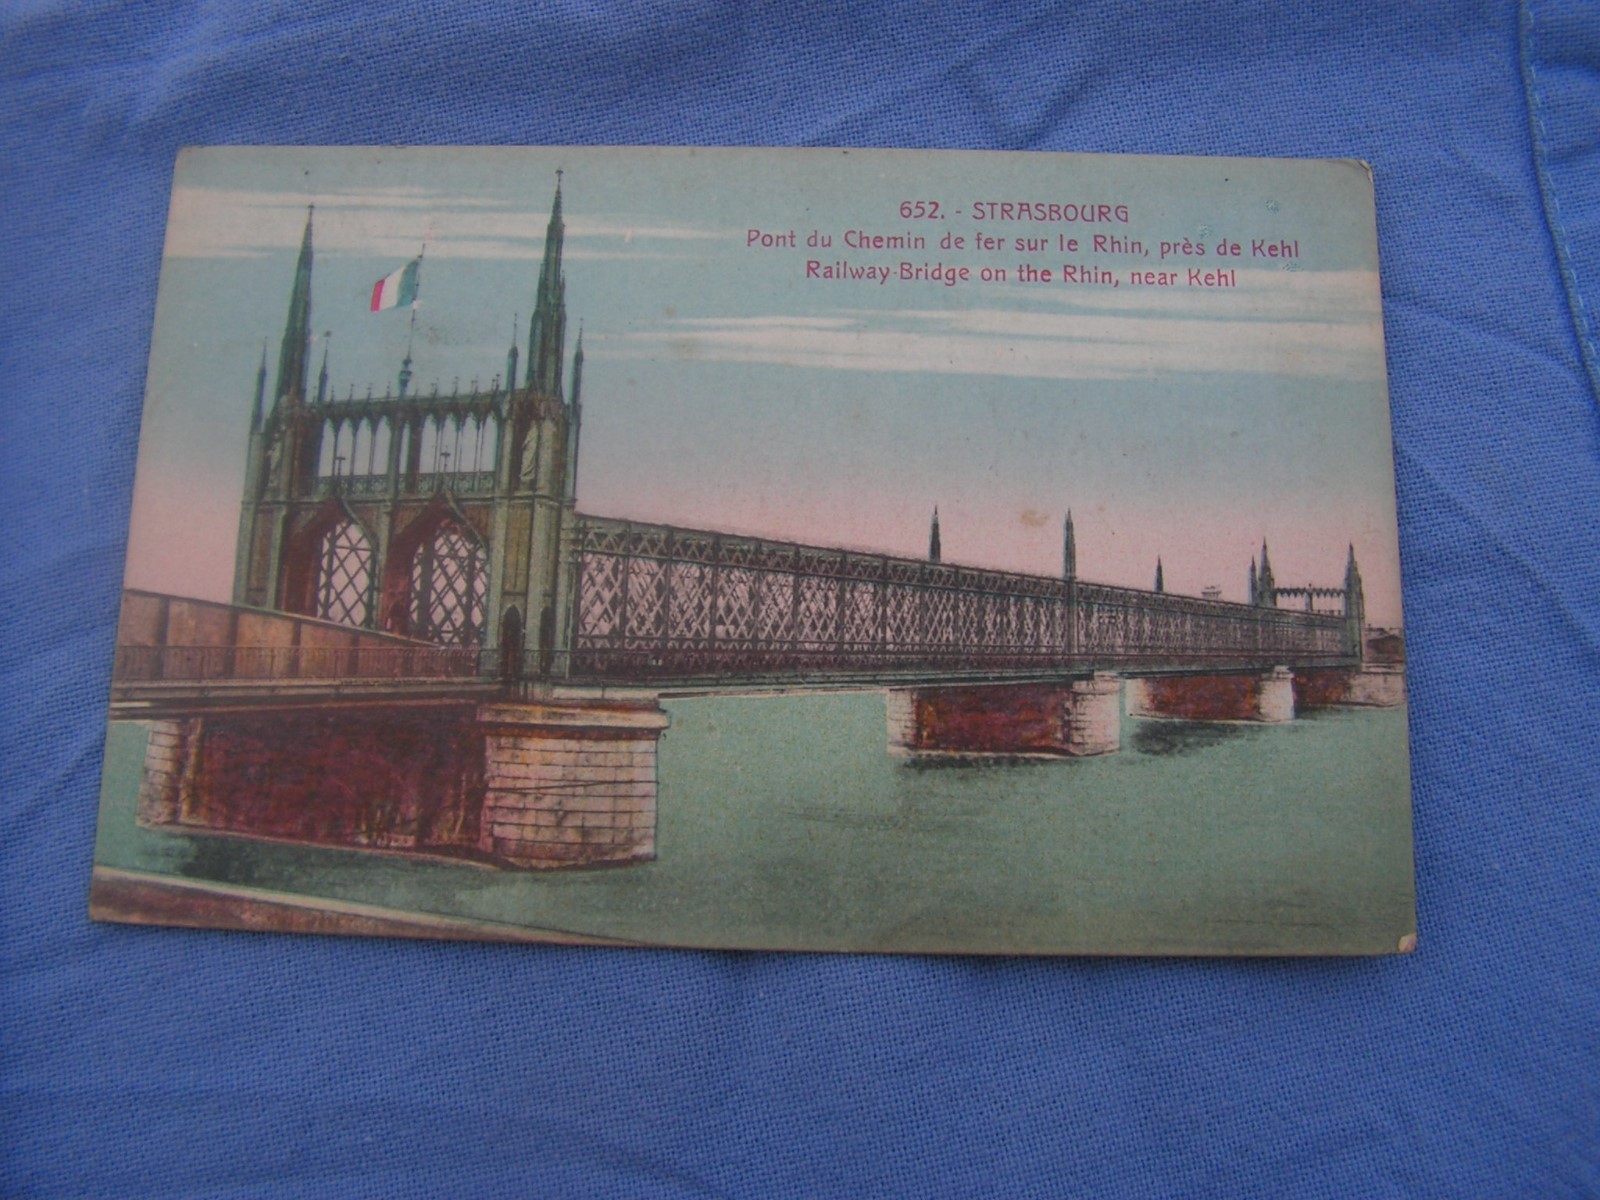 652. - STRASBOURG
Pont du Chemin de fer sur le Rhin, près de Kehl
Railway-Bridge on the Rhin, near Kehl